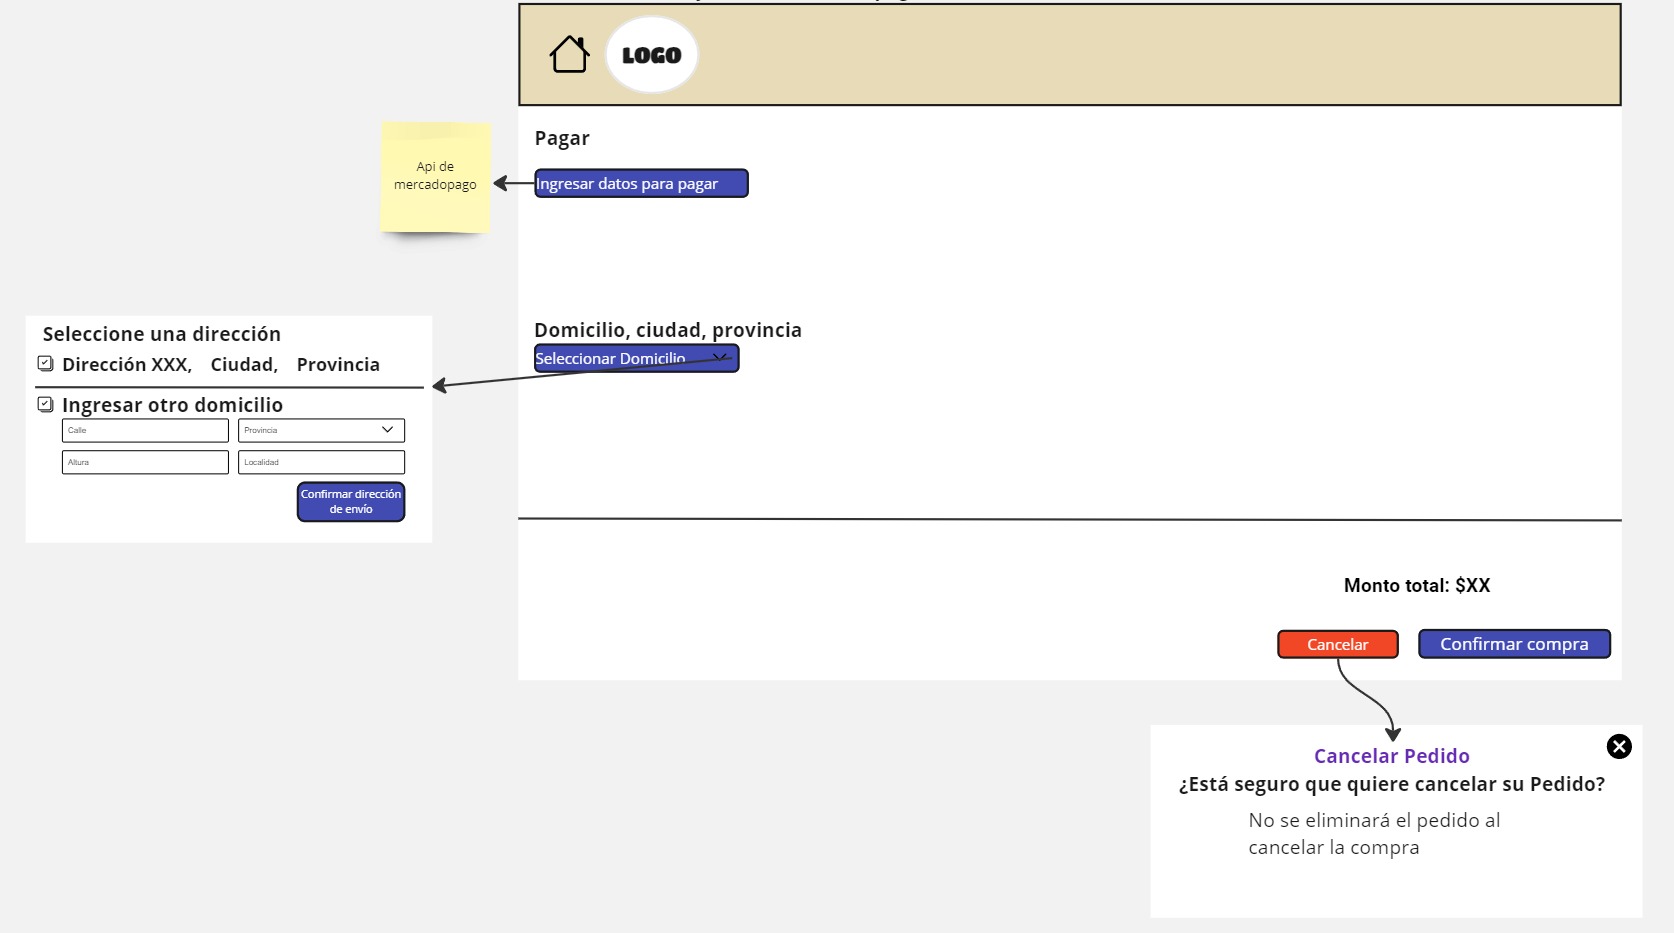 LOGO
Pagar
Ingresar datos para pagar
Api de
mercadopago
Domicilio, ciudad, provincia
Seleccionar Domicilio
Seleccione una dirección
Dirección XXX, Ciudad, Provincia
Ingresar otro domicilio
Calle
Provincia
Altura
Localidad
Confirmar dirección
de envío
Monto total: $XX
Cancelar
Confirmar compra
Cancelar Pedido
¿Está seguro que quiere cancelar su Pedido?
No se eliminará el pedido al
cancelar la compra